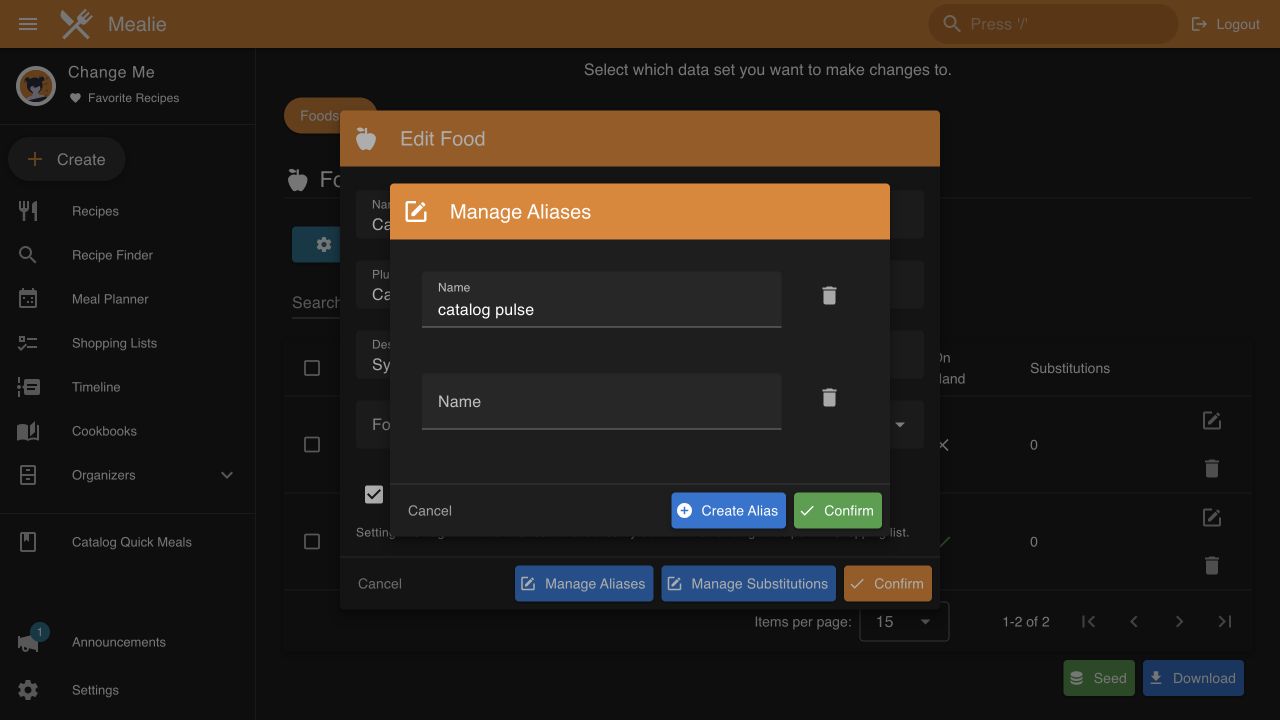 Mealie
Press '/'
Logout
Change Me
Favorite Recipes
Create
Recipes
Recipe Finder
Meal Planner
Shopping Lists
Timeline
Cookbooks
Organizers
Catalog Quick Meals
1
Announcements
Settings
Select which data set you want to make changes to.
Foods
Edit Food
Manage Aliases
Name
catalog pulse
Name
Cancel
Create Alias
Confirm
Search
Substitutions
0
0
list.
Cancel
Manage Aliases
Manage Substitutions
Confirm
Items per page:
15
1-2 of 2
Seed
Download